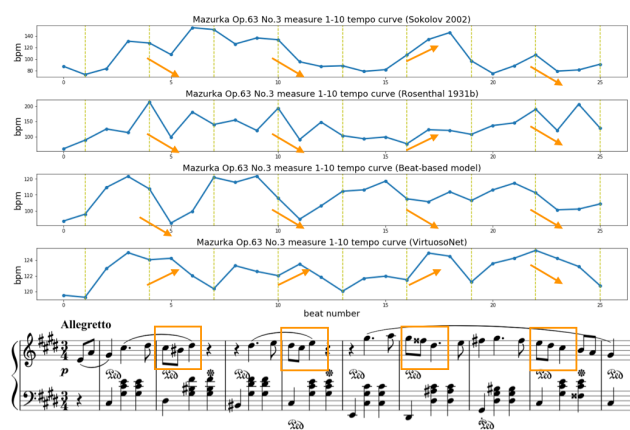 Mazurka Op.63 No.3 measure 1-10 tempo curve (Sokolov 2002)
bpm
140
120
100
80
0 5 10 15 20 25
Mazurka Op.63 No.3 measure 1-10 tempo curve (Rosenthal 1931b)
bpm
200
150
100
0 5 10 15 20 25
Mazurka Op.63 No.3 measure 1-10 tempo curve (Beat-based model)
bpm
120
110
100
0 5 10 15 20 25
Mazurka Op.63 No.3 measure 1-10 tempo curve (VirtuosoNet)
bpm
124
122
120
0 5 10 15 20 25
beat number
Allegretto
3
4
p
3
4